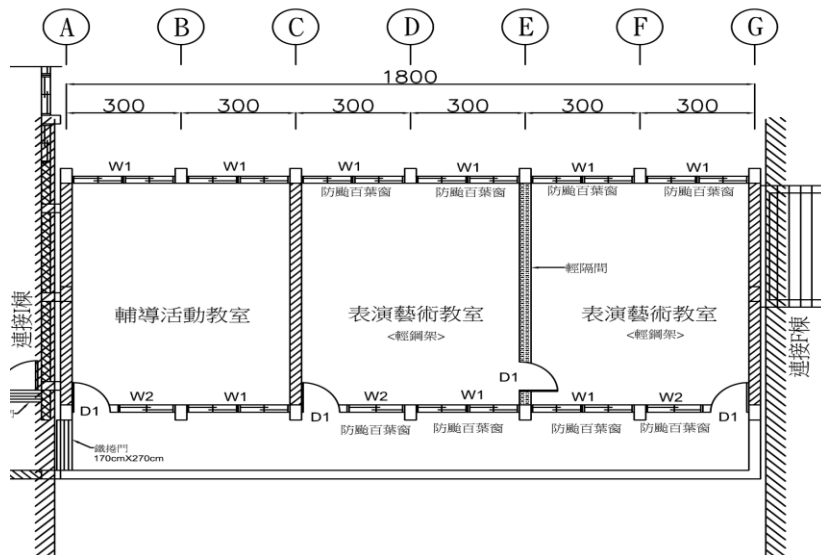 A B C D E F G
1800
300 300 300 300 300 300
W1 W1 W1 W1 W1 W1
防颱百葉窗 防颱百葉窗 防颱百葉窗 防颱百葉窗
輕隔間
連接I棟
輔導活動教室
表演藝術教室
<輕鋼架>
表演藝術教室
<輕鋼架>
連接F棟
D1
W2 W1 W2 W1 W1 W2
D1 D1 D1
防颱百葉窗 防颱百葉窗 防颱百葉窗 防颱百葉窗
鐵捲門
170cmX270cm